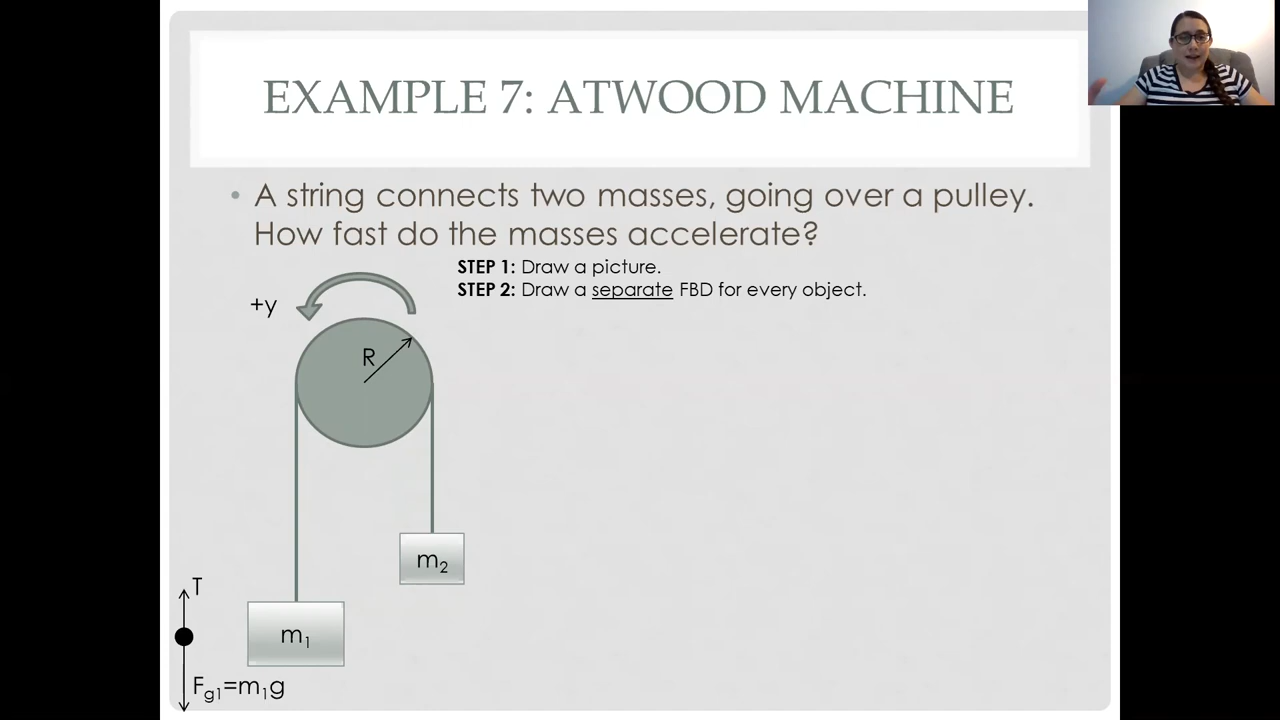 EXAMPLE 7: ATWOOD MACHINE
• A string connects two masses, going over a pulley.
How fast do the masses accelerate?
STEP 1: Draw a picture.
STEP 2: Draw a separate FBD for every object.
+y
R
m₂
T
m₁
Fg1=m₁g